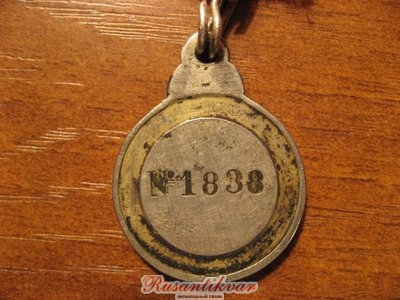 №1838
Rusantikvar
антикварный салон